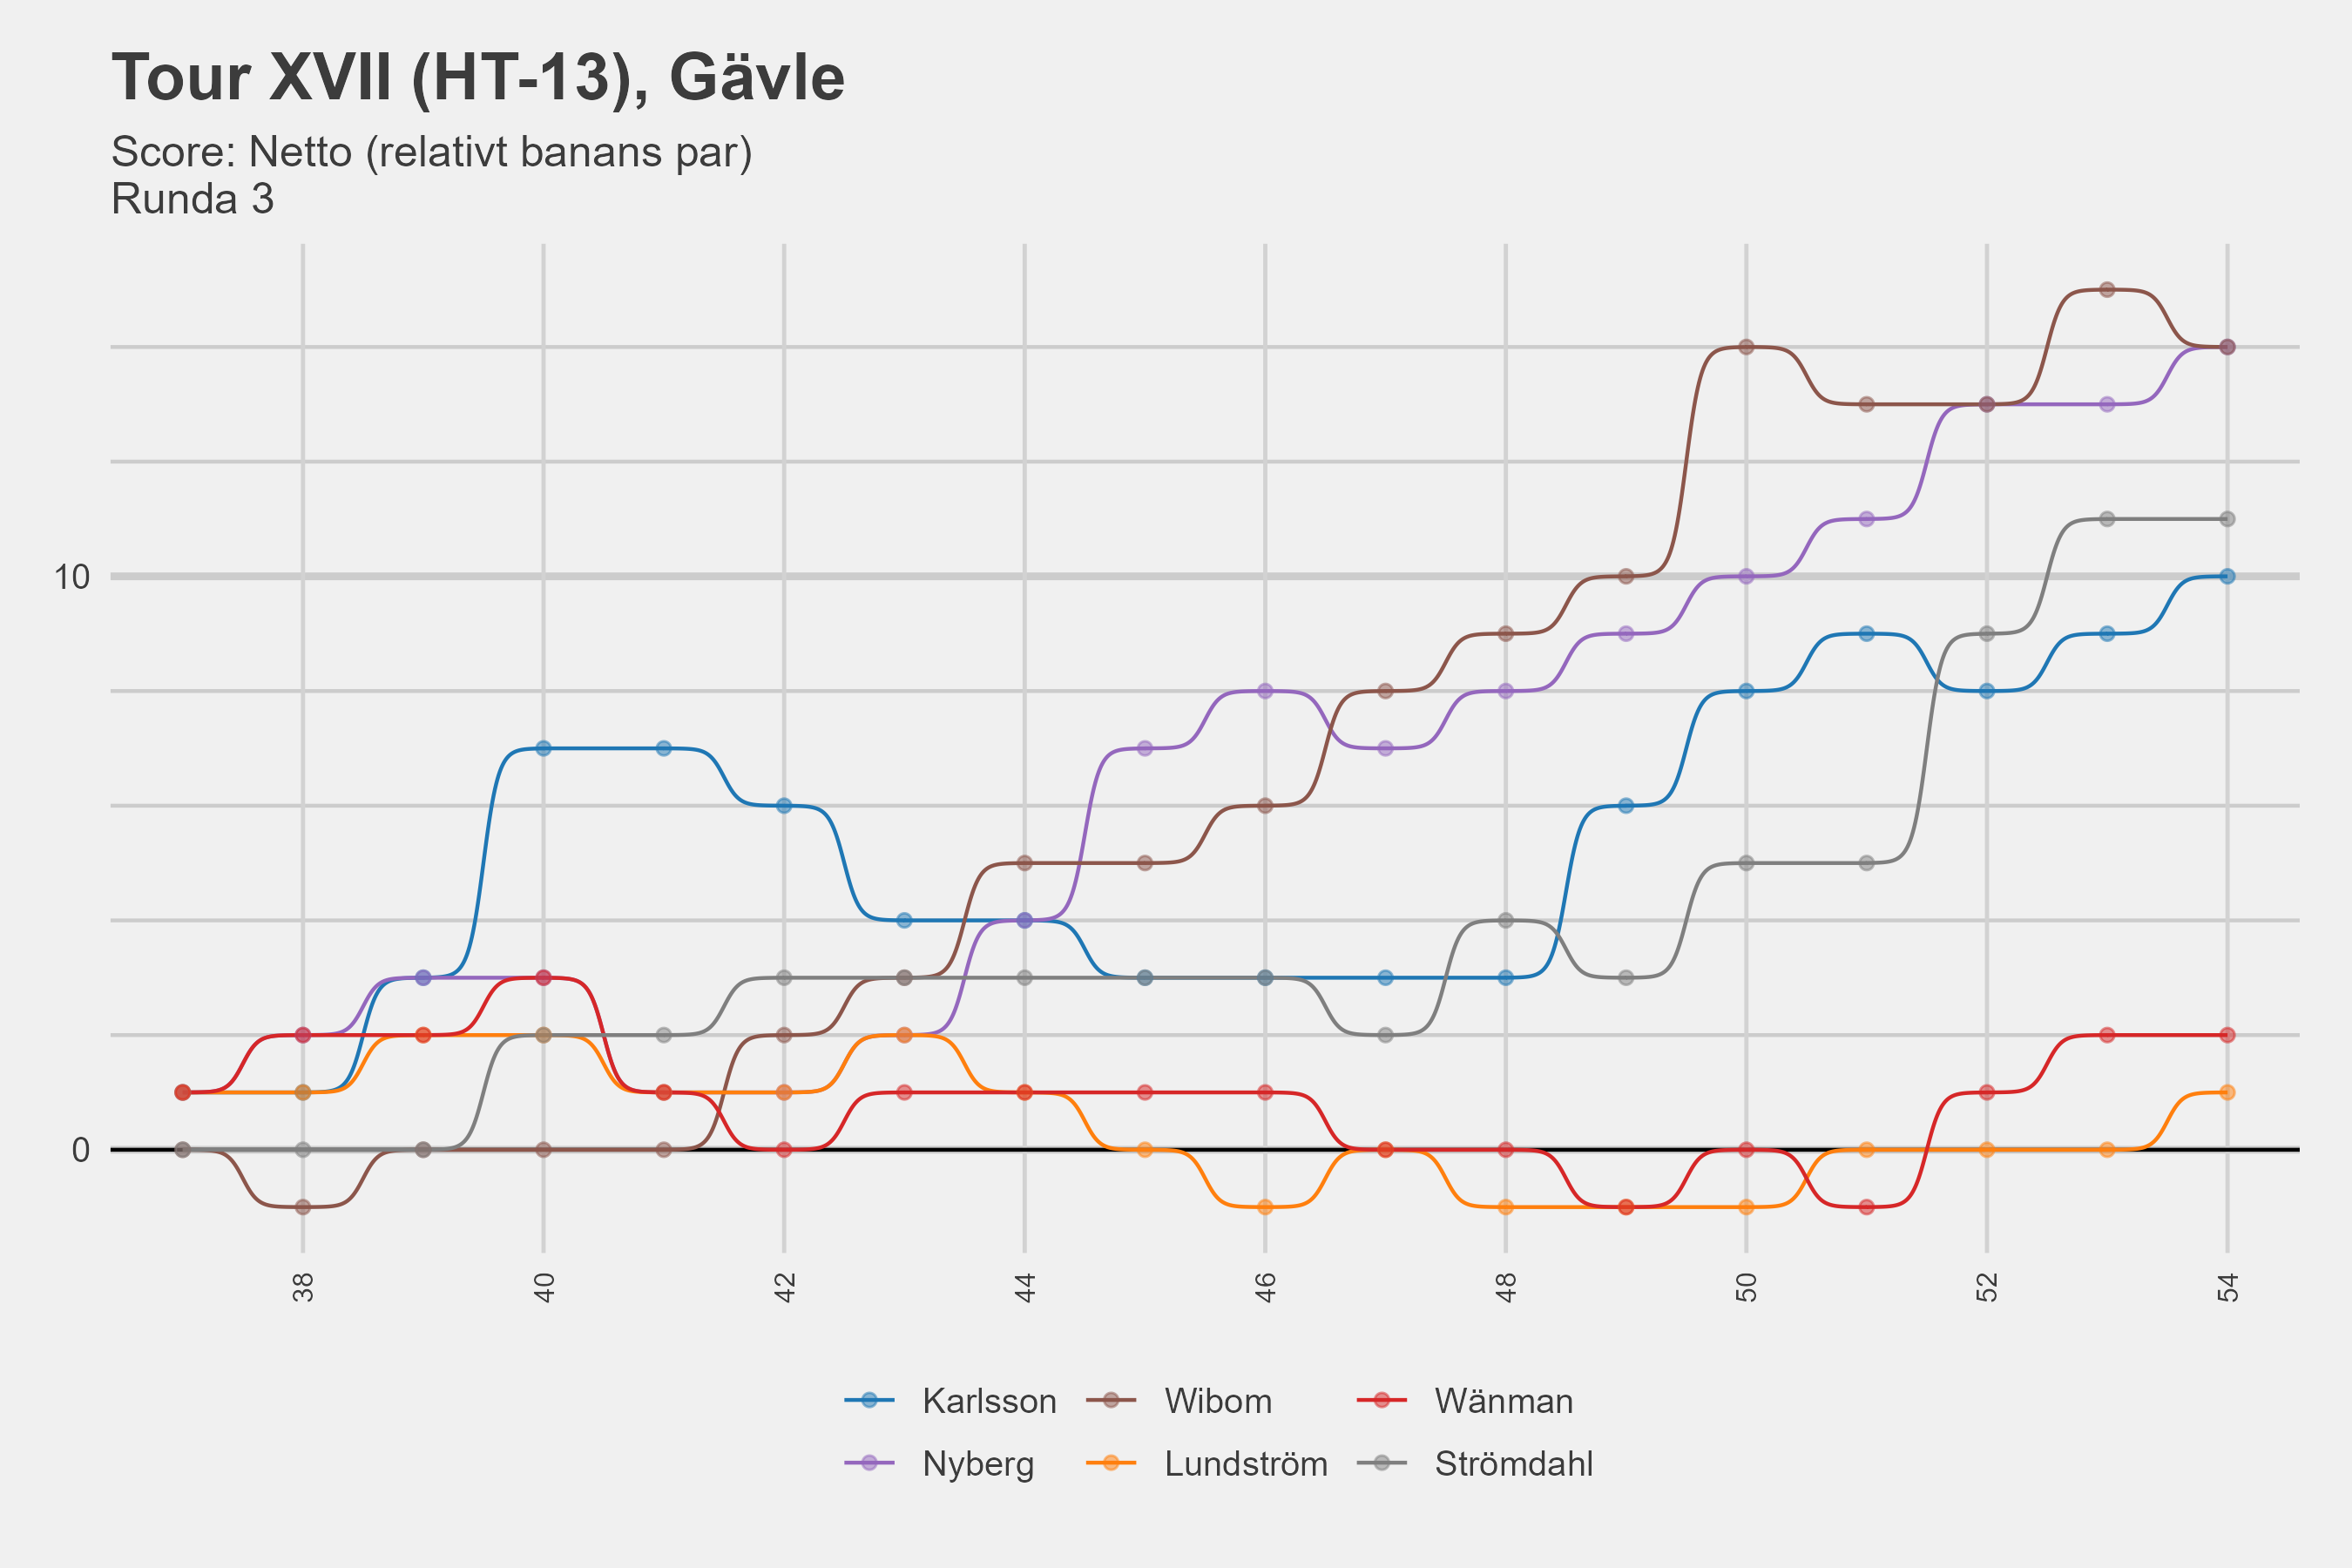 Tour XVII (HT-13), Gävle
Score: Netto (relativt banans par)
Runda 3
10
0
38 40 42 44 46 48 50 52 54
Karlsson Wibom Wänman
Nyberg Lundström Strömdahl